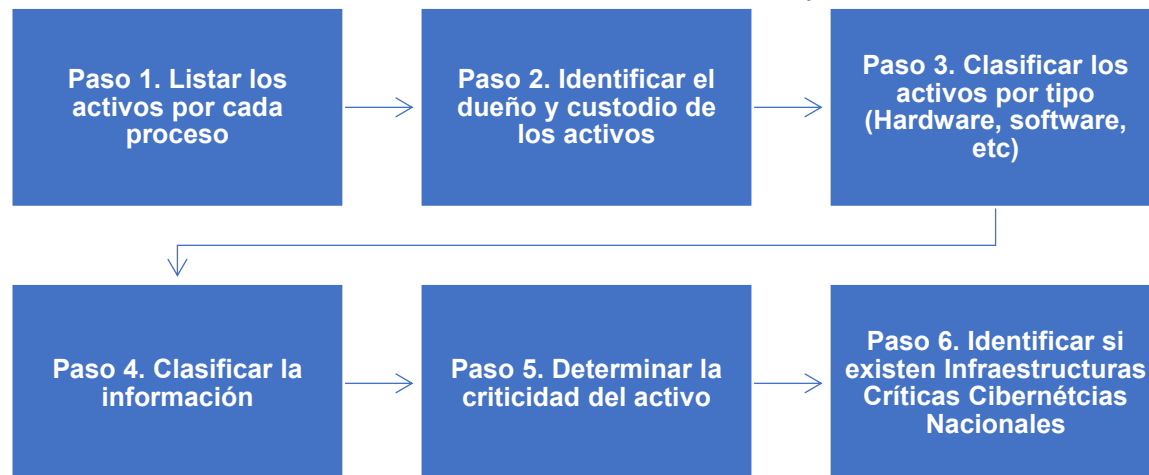 Paso 1. Listar los
activos por cada
proceso
Paso 2. Identificar el
dueño y custodio de
los activos
Paso 3. Clasificar los
activos por tipo
(Hardware, software,
etc)
Paso 4. Clasificar la
información
Paso 5. Determinar la
criticidad del activo
Paso 6. Identificar si
existen Infraestructuras
Críticas Cibernétcias
Nacionales